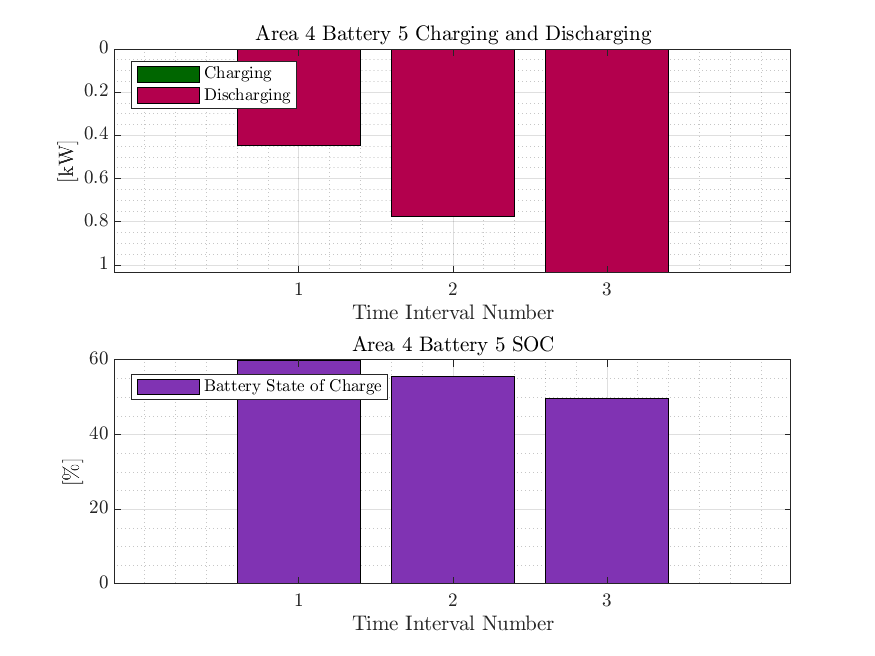 Area 4 Battery 5 Charging and Discharging
0
0.2
0.4
0.6
0.8
1
[kW]
Charging
Discharging
1 2 3
Time Interval Number
Area 4 Battery 5 SOC
60
40
20
0
[%]
Battery State of Charge
1 2 3
Time Interval Number